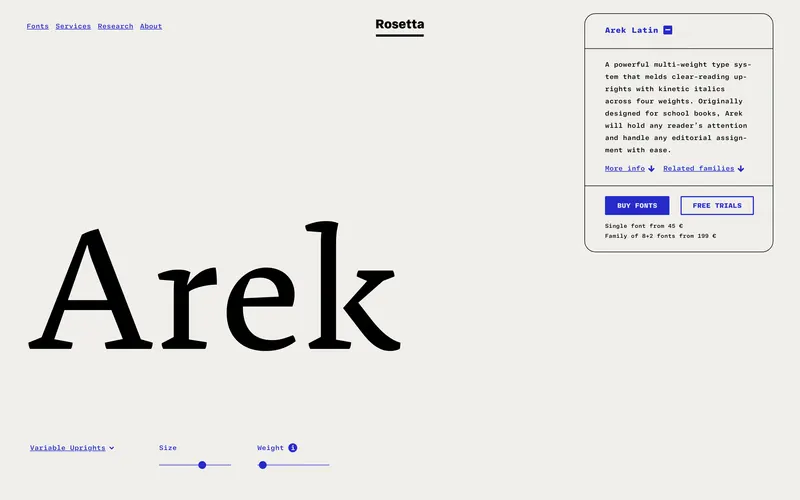 Fonts Services Research About
Rosetta
Arek Latin
A powerful multi-weight type sys-
tem that melds clear-reading up-
rights with kinetic italics
across four weights. Originally
designed for school books, Arek
will hold any reader's attention
and handle any editorial assign-
ment with ease.
More info Related families
BUY FONTS FREE TRIALS
Single font from 45 €
Family of 8+2 fonts from 199 €
Arek
Variable Uprights Size Weight i